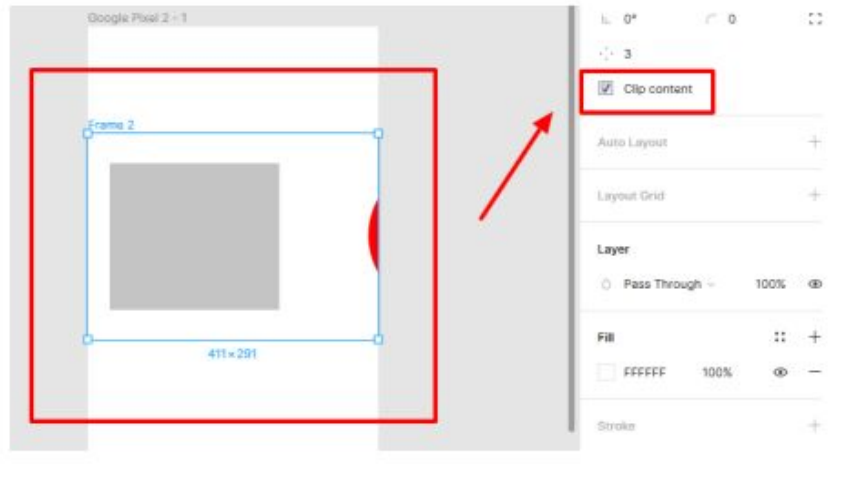 Google Pixel 2 - 1
Frame 2
411 × 291
0°
0
3
Clip content
Auto Layout
Layout Grid
Layer
Pass Through
100%
Fill
FFFFFF
100%
Stroke